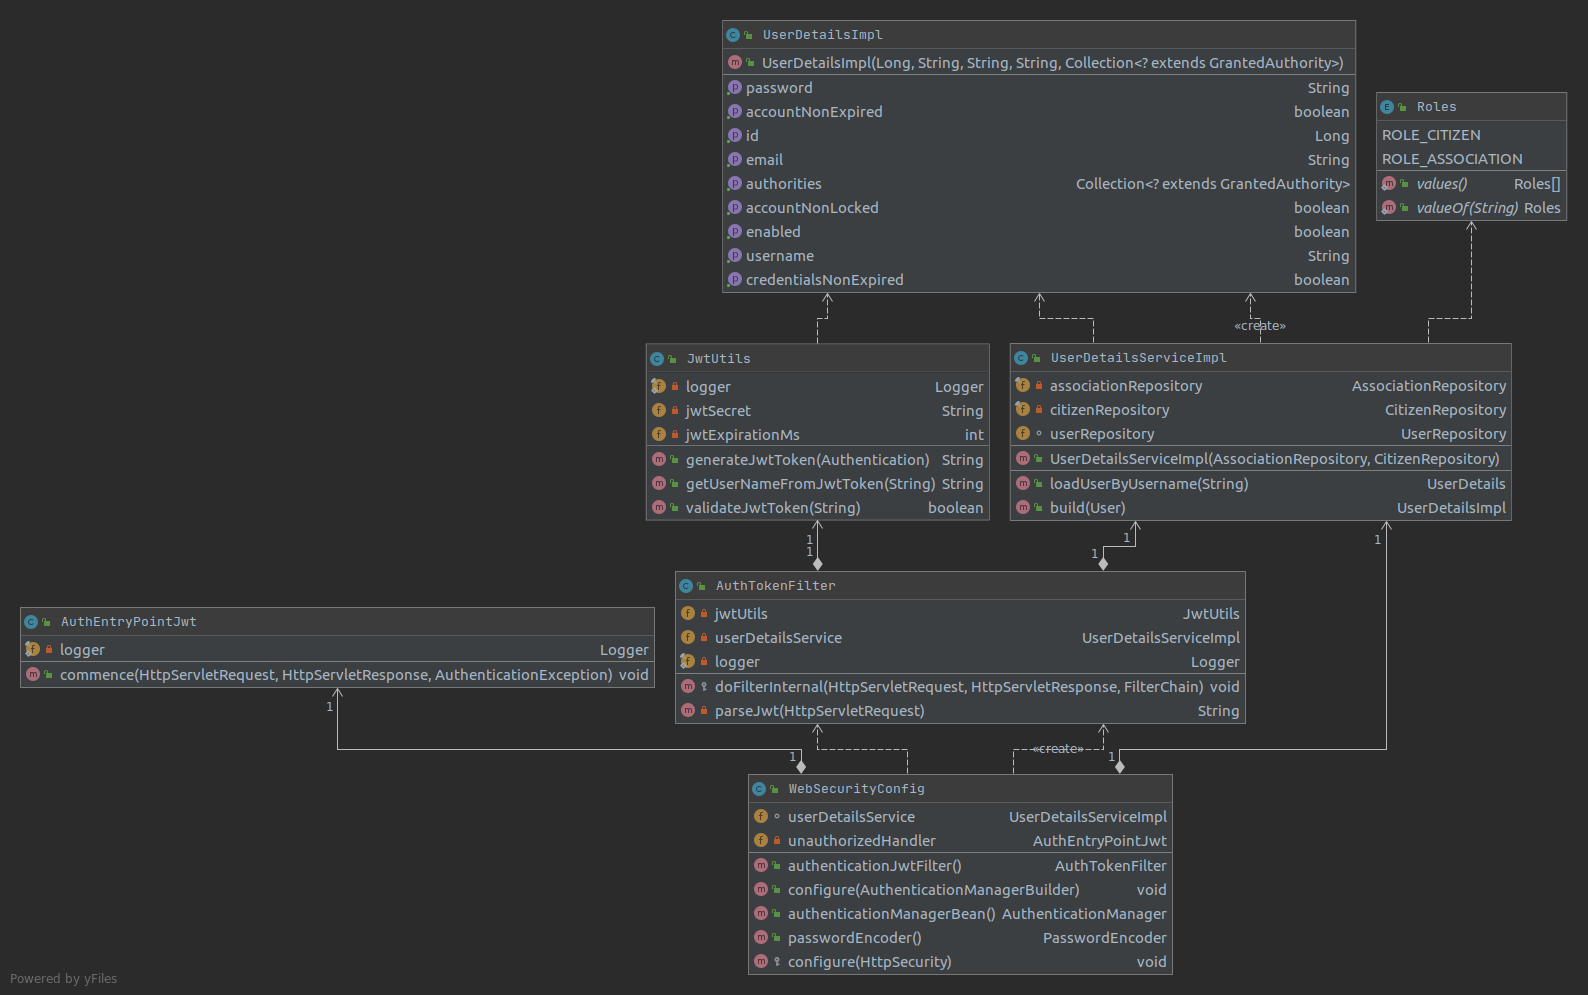 UserDetailsImpl
UserDetailsImpl(Long, String, String, String, Collection<? extends GrantedAuthority>)
password String
accountNonExpired boolean
id Long
email String
authorities Collection<? extends GrantedAuthority>
accountNonLocked boolean
enabled boolean
username String
credentialsNonExpired boolean
Roles
ROLE_CITIZEN
ROLE_ASSOCIATION
values() Roles[]
valueOf(String) Roles
«create»
JwtUtils
logger Logger
jwtSecret String
jwtExpirationMs int
generateJwtToken(Authentication) String
getUserNameFromJwtToken(String) String
validateJwtToken(String) boolean
UserDetailsServiceImpl
associationRepository AssociationRepository
citizenRepository CitizenRepository
userRepository UserRepository
UserDetailsServiceImpl(AssociationRepository, CitizenRepository)
loadUserByUsername(String) UserDetails
build(User) UserDetailsImpl
1
1
1
1
1
AuthTokenFilter
jwtUtils JwtUtils
userDetailsService UserDetailsServiceImpl
logger Logger
doFilterInternal(HttpServletRequest, HttpServletResponse, FilterChain) void
parseJwt(HttpServletRequest) String
AuthEntryPointJwt
logger Logger
commence(HttpServletRequest, HttpServletResponse, AuthenticationException) void
1
1
«create»
1
WebSecurityConfig
userDetailsService UserDetailsServiceImpl
unauthorizedHandler AuthEntryPointJwt
authenticationJwtFilter() AuthTokenFilter
configure(AuthenticationManagerBuilder) void
authenticationManagerBean() AuthenticationManager
passwordEncoder() PasswordEncoder
configure(HttpSecurity) void
Powered by yFiles